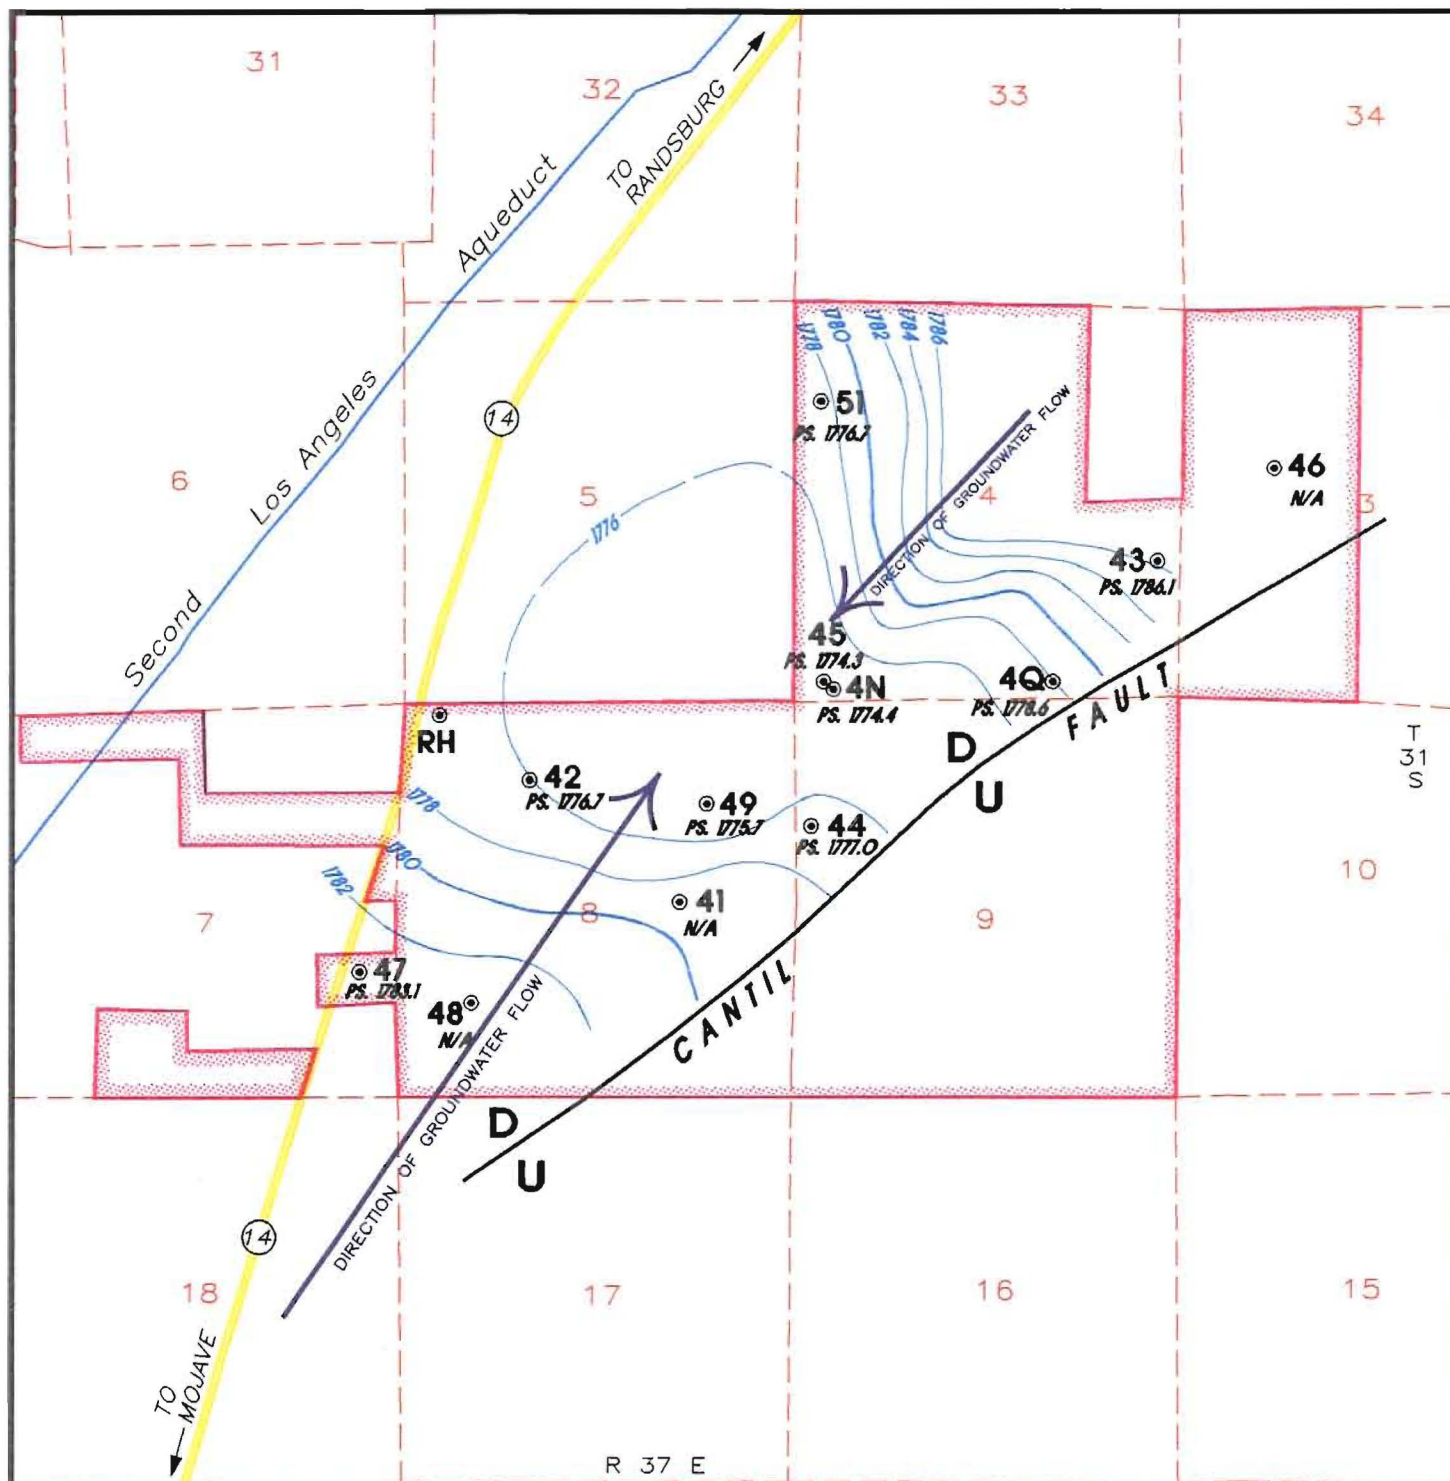 31
32
33
34
TO
RANDSBURG
Second Los Angeles Aqueduct
14
1778
1780
1782
1784
1786
51
PS. 1776.7
DIRECTION OF GROUNDWATER FLOW
46
N/A
6
5
4
3
1776
43
PS. 1786.1
45
PS. 1774.3
4N
PS. 1774.4
4Q
PS. 1778.6
CANTIL FAULT
D
U
T
31
S
RH
42
PS. 1776.7
49
PS. 1775.7
44
PS. 1777.0
1778
1780
1782
41
N/A
7
8
9
10
47
PS. 1783.1
48
N/A
DIRECTION OF GROUNDWATER FLOW
D
U
14
18
17
16
15
TO
MOJAVE
R 37 E